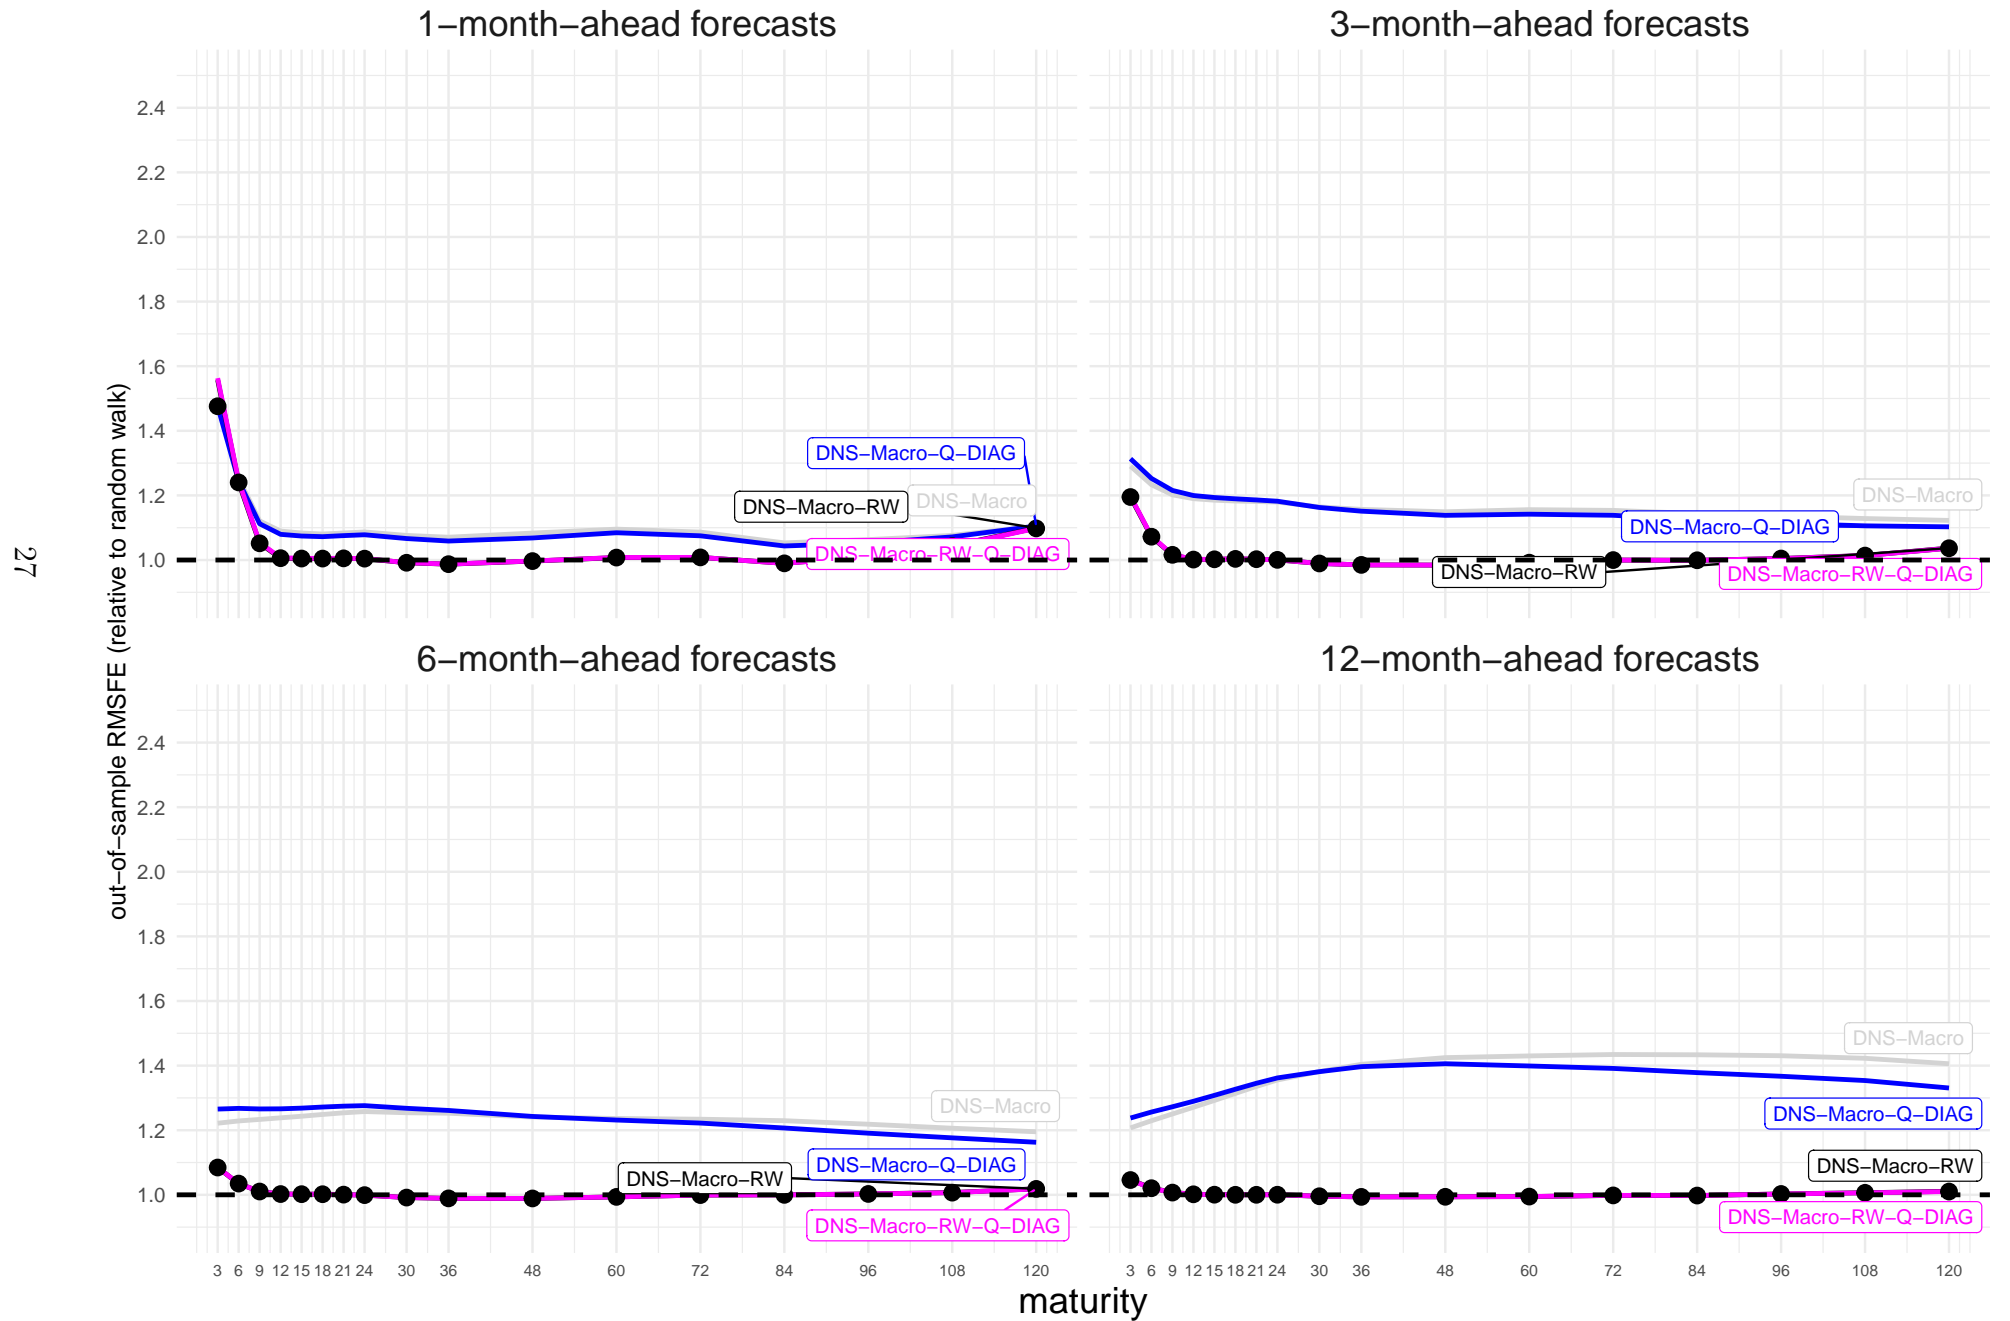 1−month−ahead forecasts
3−month−ahead forecasts
2.4
2.2
2.0
1.8
1.6
1.4
1.2
1.0
DNS−Macro−Q−DIAG
DNS−Macro−RW
DNS−Macro
DNS−Macro−RW−Q−DIAG
DNS−Macro
DNS−Macro−Q−DIAG
DNS−Macro−RW
DNS−Macro−RW−Q−DIAG
out−of−sample RMSFE (relative to random walk)
27
6−month−ahead forecasts
12−month−ahead forecasts
2.4
2.2
2.0
1.8
1.6
1.4
1.2
1.0
DNS−Macro
DNS−Macro−Q−DIAG
DNS−Macro−RW
DNS−Macro−RW−Q−DIAG
DNS−Macro
DNS−Macro−Q−DIAG
DNS−Macro−RW
DNS−Macro−RW−Q−DIAG
3 6 9 12 15 18 21 24 30 36 48 60 72 84 96 108 120
3 6 9 12 15 18 21 24 30 36 48 60 72 84 96 108 120
maturity